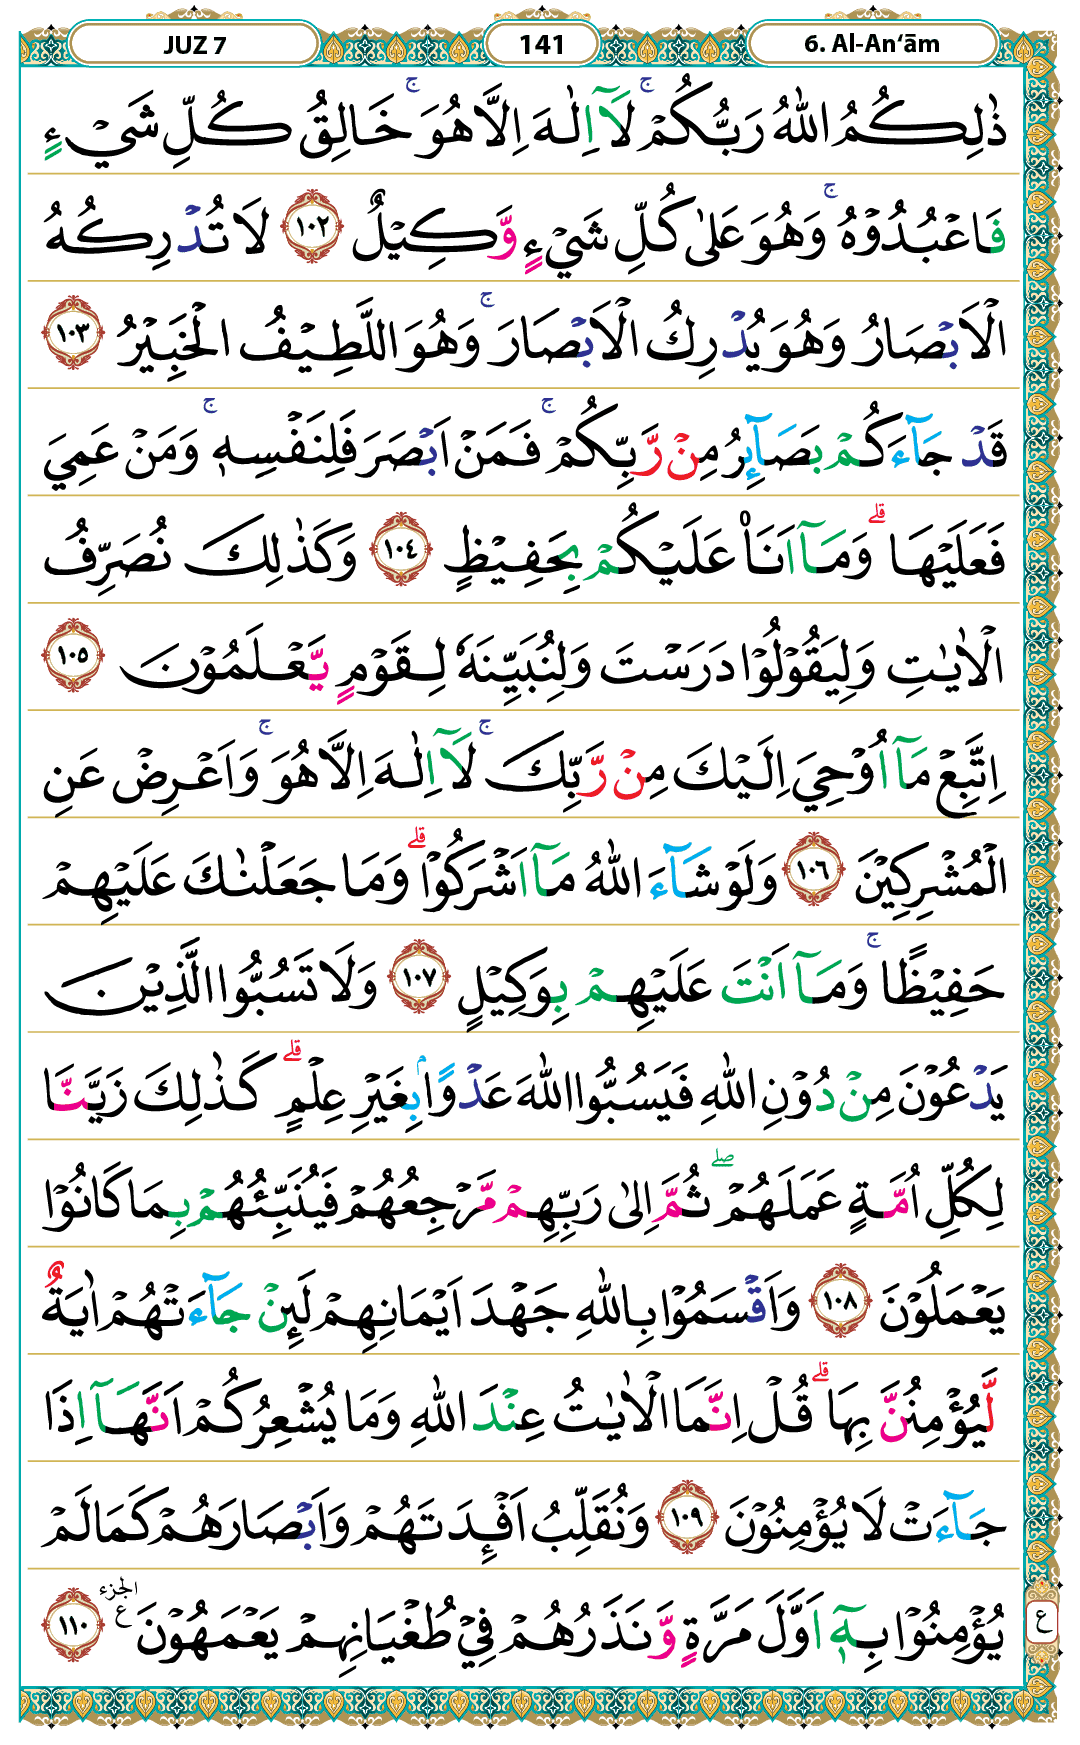 JUZ 7
141
6. Al-An‘ām
ذٰلِكُمُ اللّٰهُ رَبُّكُمْ ۚ لَاۤ اِلٰهَ اِلَّا هُوَ ۚ خَالِقُ كُلِّ شَيْءٍ
فَاعْبُدُوْهُ ۚ وَهُوَ عَلٰى كُلِّ شَيْءٍ وَّكِيْلٌ ۝١٠٢ لَا تُدْرِكُهُ
الْاَبْصَارُ وَهُوَ يُدْرِكُ الْاَبْصَارَ ۚ وَهُوَ اللَّطِيْفُ الْخَبِيْرُ ۝١٠٣
قَدْ جَآءَكُمْ بَصَآئِرُ مِنْ رَّبِّكُمْ ۚ فَمَنْ اَبْصَرَ فَلِنَفْسِهٖ ۚ وَمَنْ عَمِيَ
فَعَلَيْهَا ۗ وَمَاۤ اَنَا۠ عَلَيْكُمْ بِحَفِيْظٍ ۝١٠٤ وَكَذٰلِكَ نُصَرِّفُ
الْاٰيٰتِ وَلِيَقُوْلُوْا دَرَسْتَ وَلِنُبَيِّنَهٗ لِقَوْمٍ يَّعْلَمُوْنَ ۝١٠٥
اِتَّبِعْ مَاۤ اُوْحِيَ اِلَيْكَ مِنْ رَّبِّكَ ۚ لَاۤ اِلٰهَ اِلَّا هُوَ ۚ وَاَعْرِضْ عَنِ
الْمُشْرِكِيْنَ ۝١٠٦ وَلَوْ شَآءَ اللّٰهُ مَاۤ اَشْرَكُوْا ۗ وَمَا جَعَلْنٰكَ عَلَيْهِمْ
حَفِيْظًا ۚ وَمَاۤ اَنْتَ عَلَيْهِمْ بِوَكِيْلٍ ۝١٠٧ وَلَا تَسُبُّوا الَّذِيْنَ
يَدْعُوْنَ مِنْ دُوْنِ اللّٰهِ فَيَسُبُّوا اللّٰهَ عَدْوًاۢ بِغَيْرِ عِلْمٍ ۗ كَذٰلِكَ زَيَّنَّا
لِكُلِّ اُمَّةٍ عَمَلَهُمْ ۖ ثُمَّ اِلٰى رَبِّهِمْ مَّرْجِعُهُمْ فَيُنَبِّئُهُمْ بِمَا كَانُوْا
يَعْمَلُوْنَ ۝١٠٨ وَاَقْسَمُوْا بِاللّٰهِ جَهْدَ اَيْمَانِهِمْ لَئِنْ جَآءَتْهُمْ اٰيَةٌ
لَّيُؤْمِنُنَّ بِهَا ۗ قُلْ اِنَّمَا الْاٰيٰتُ عِنْدَ اللّٰهِ وَمَا يُشْعِرُكُمْ اَنَّهَاۤ اِذَا
جَآءَتْ لَا يُؤْمِنُوْنَ ۝١٠٩ وَنُقَلِّبُ اَفْئِدَتَهُمْ وَاَبْصَارَهُمْ كَمَا لَمْ
يُؤْمِنُوْا بِهٖۤ اَوَّلَ مَرَّةٍ وَّنَذَرُهُمْ فِيْ طُغْيَانِهِمْ يَعْمَهُوْنَ ۝١١٠
الجزء
ع
ع